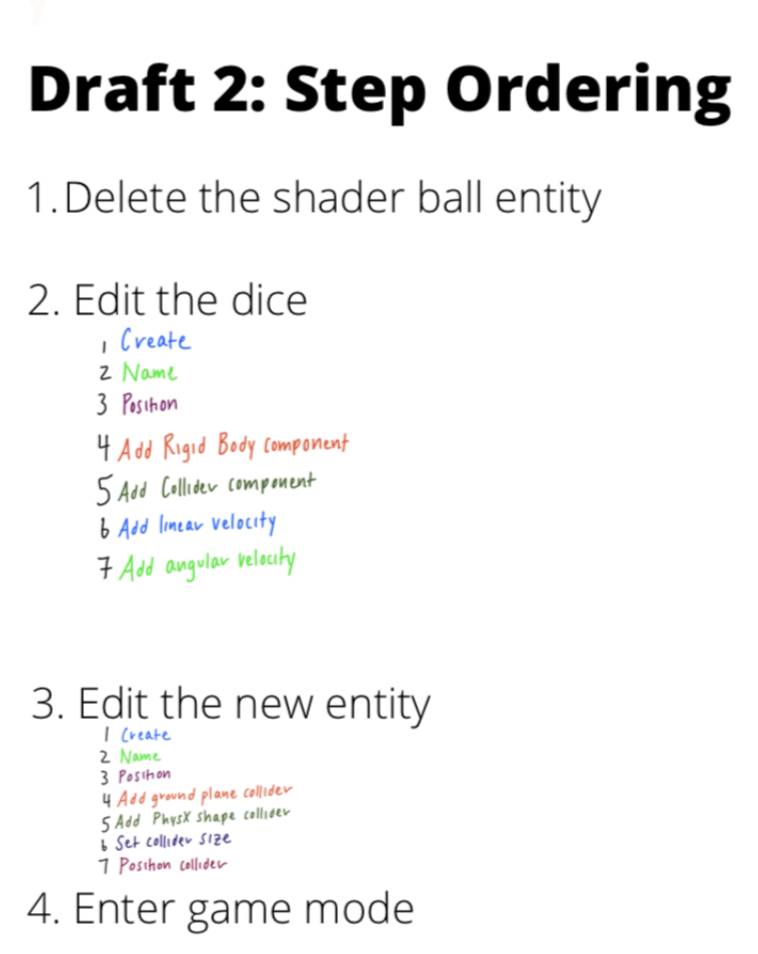 Draft 2: Step Ordering
1. Delete the shader ball entity
2. Edit the dice
1 Create
2 Name
3 Position
4 Add Rigid Body component
5 Add Collider component
6 Add linear velocity
7 Add angular velocity
3. Edit the new entity
1 Create
2 Name
3 Position
4 Add ground plane collider
5 Add PhysX shape collider
6 Set collider size
7 Position collider
4. Enter game mode